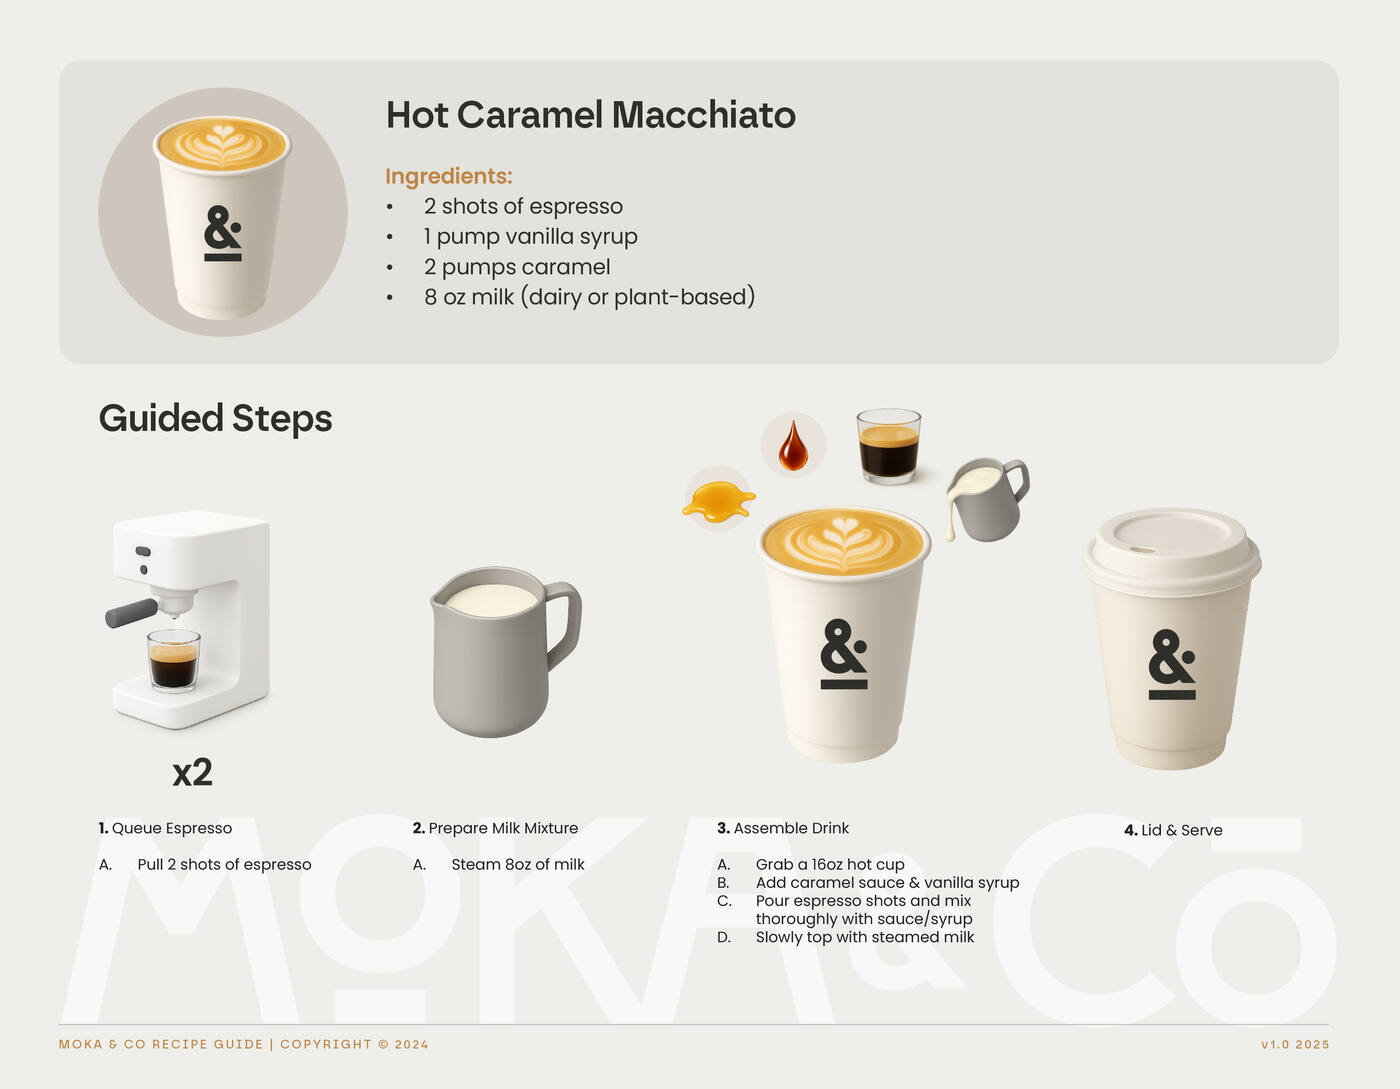 Hot Caramel Macchiato
Ingredients:
• 2 shots of espresso
• 1 pump vanilla syrup
• 2 pumps caramel
• 8 oz milk (dairy or plant-based)
&
Guided Steps
&
&
x2
1. Queue Espresso
A. Pull 2 shots of espresso
2. Prepare Milk Mixture
A. Steam 8oz of milk
3. Assemble Drink
A. Grab a 16oz hot cup
B. Add caramel sauce & vanilla syrup
C. Pour espresso shots and mix
thoroughly with sauce/syrup
D. Slowly top with steamed milk
4. Lid & Serve
MOKA & CO
MOKA & CO RECIPE GUIDE | COPYRIGHT © 2024
v1.0 2025